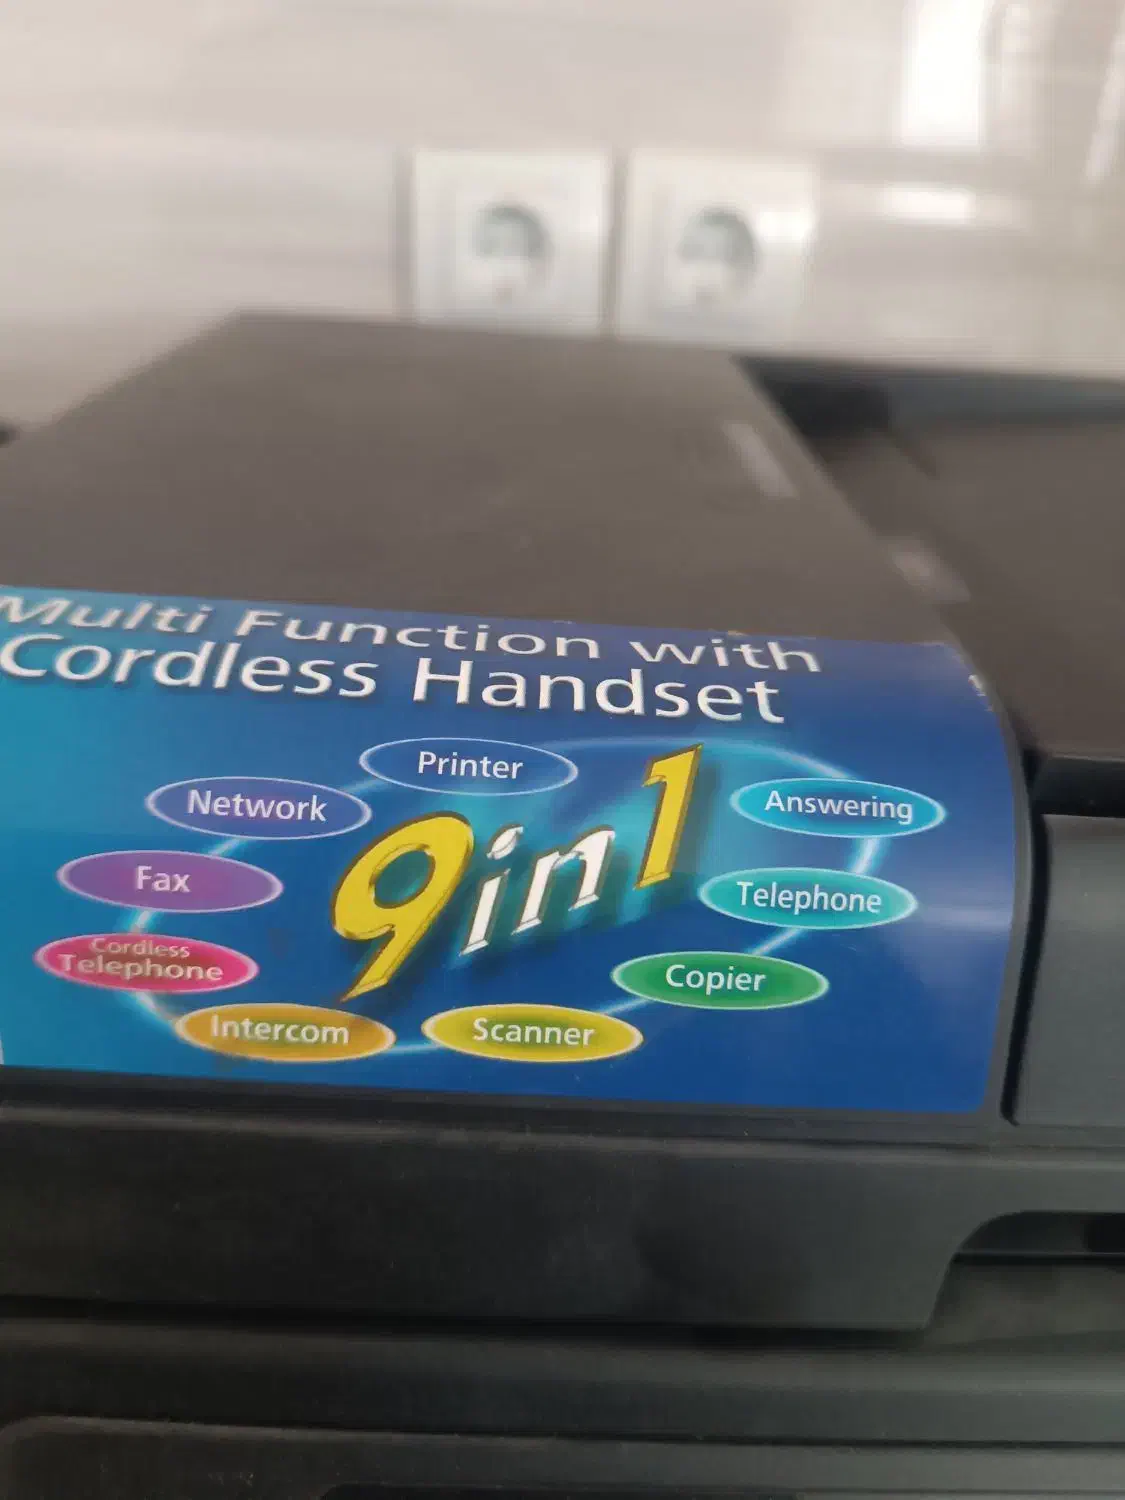 Multi Function with
Cordless Handset
Printer
Network
Answering
9in1
Fax
Telephone
Cordless
Telephone
Copier
Intercom
Scanner